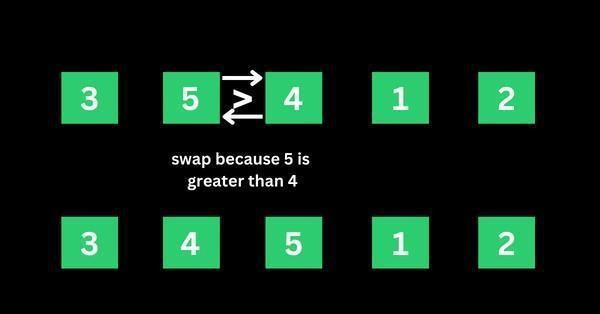 3 5 > 4 1 2
swap because 5 is
greater than 4
3 4 5 1 2